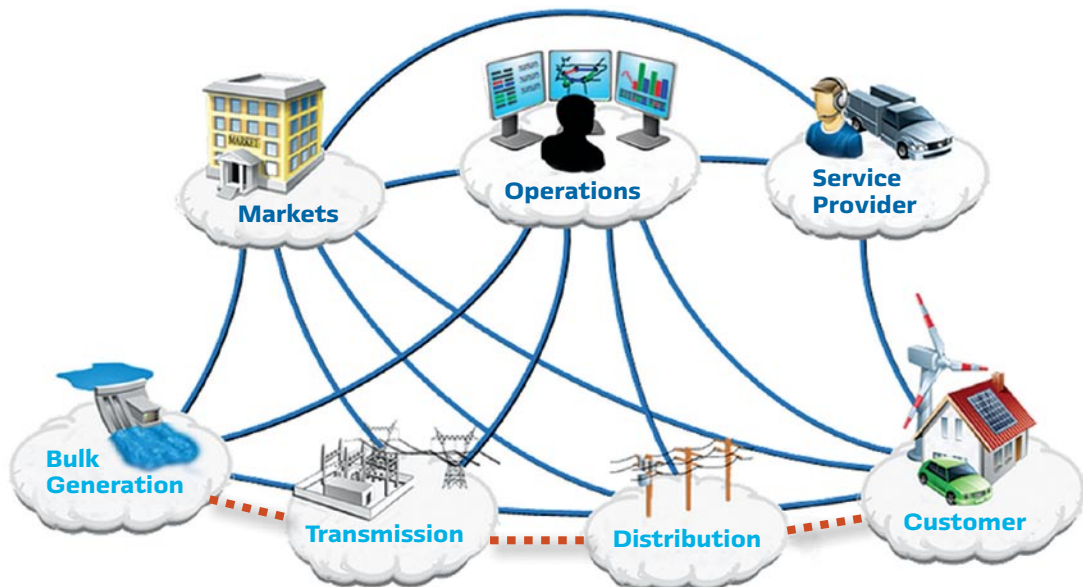 MARKET
Markets
Operations
Service
Provider
Bulk
Generation
Transmission
Distribution
Customer